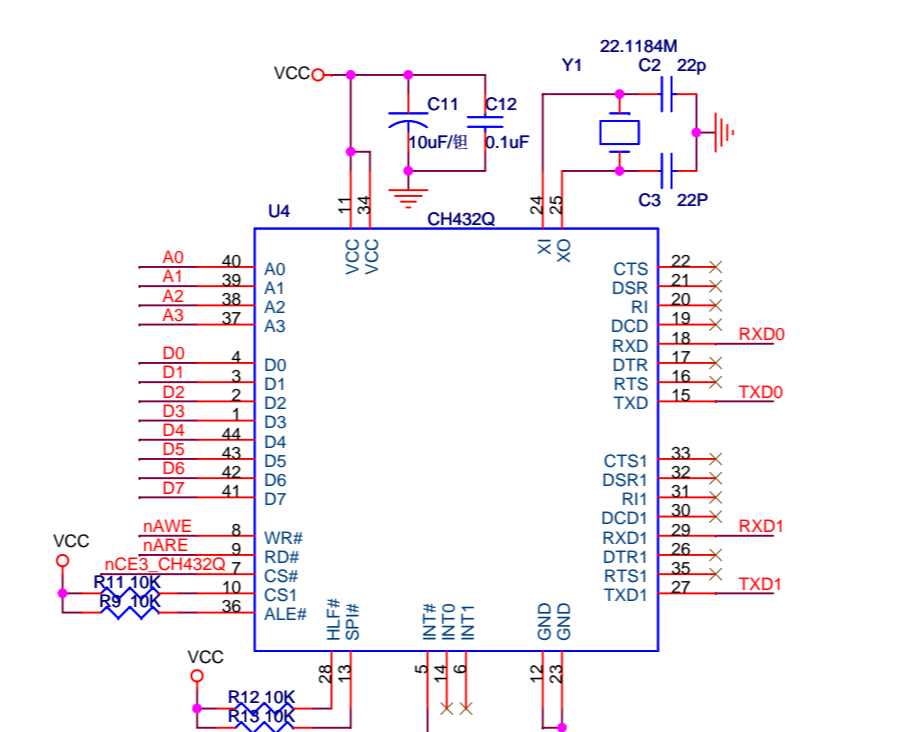 22.1184M
Y1 C2 22p
VCC
C11 C12
10uF/钽 0.1uF
C3 22P
U4 11 34 CH432Q 24 25
VCC VCC XI XO
A0 40 A0
A1 39 A1
A2 38 A2
A3 37 A3
D0 4 D0
D1 3 D1
D2 2 D2
D3 1 D3
D4 44 D4
D5 43 D5
D6 42 D6
D7 41 D7
nAWE 8 WR#
nARE 9 RD#
nCE3_CH432Q 7 CS#
VCC
R11 10K 10 CS1
R9 10K 36 ALE#
CTS 22
DSR 21
RI 20
DCD 19
RXD 18 RXD0
DTR 17
RTS 16
TXD 15 TXD0
CTS1 33
DSR1 32
RI1 31
DCD1 30
RXD1 29 RXD1
DTR1 26
RTS1 35
TXD1 27 TXD1
HLF# SPI# INT# INT0 INT1 GND GND
28 13 5 14 6 12 23
VCC
R12 10K
R13 10K